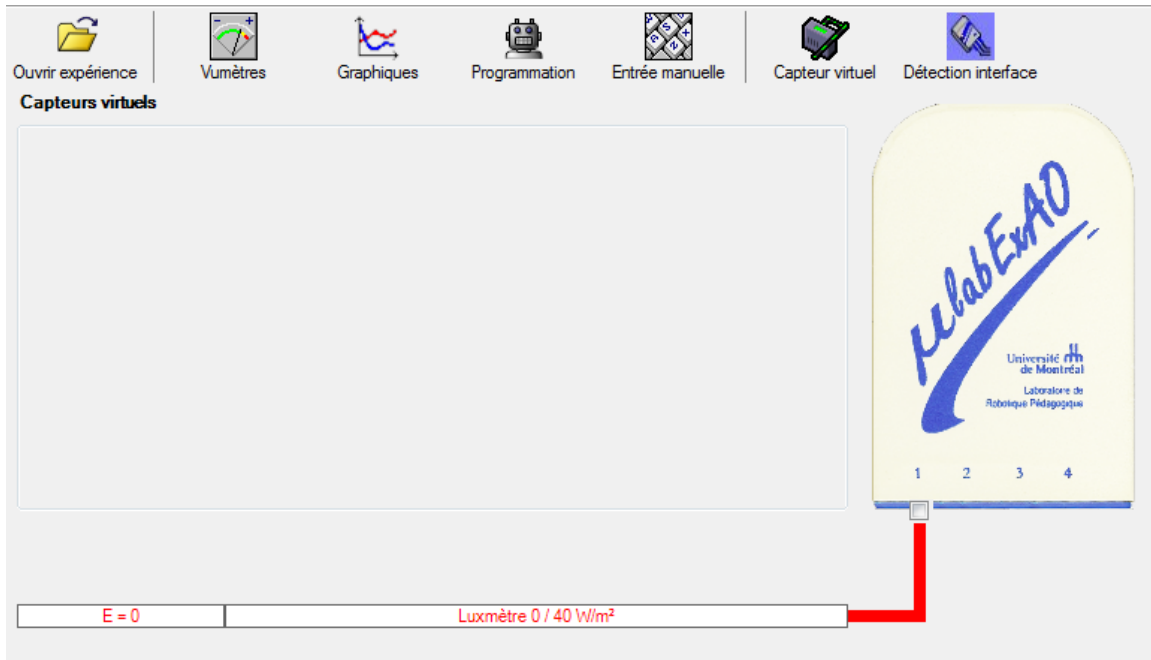 Ouvrir expérience
Vumètres
Graphiques
Programmation
Entrée manuelle
Capteur virtuel
Détection interface
Capteurs virtuels
µlabExAO
Université
de Montréal
Laboratoire de
Robotique Pédagogique
1 2 3 4
E = 0
Luxmètre 0 / 40 W/m²